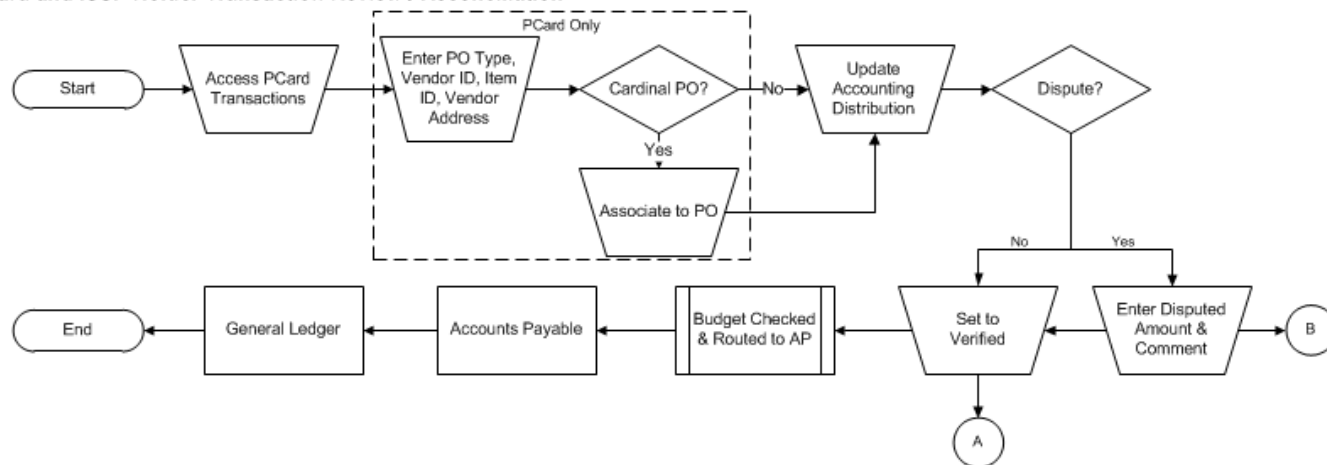 PCard Only
Start
Access PCard
Transactions
Enter PO Type,
Vendor ID, Item
ID, Vendor
Address
Cardinal PO?
No
Update
Accounting
Distribution
Dispute?
Yes
Associate to PO
No
Yes
End
General Ledger
Accounts Payable
Budget Checked
& Routed to AP
Set to
Verified
Enter Disputed
Amount &
Comment
B
A